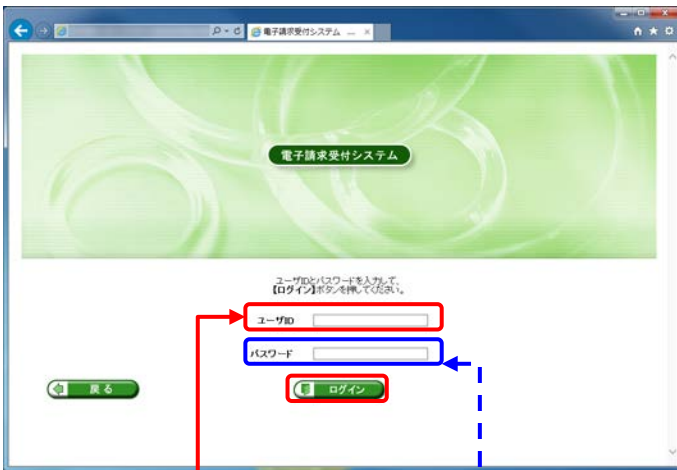 電子請求受付システム ...
電子請求受付システム
ユーザIDとパスワードを入力して、
【ログイン】ボタンを押してください。
ユーザID
パスワード
戻る
ログイン